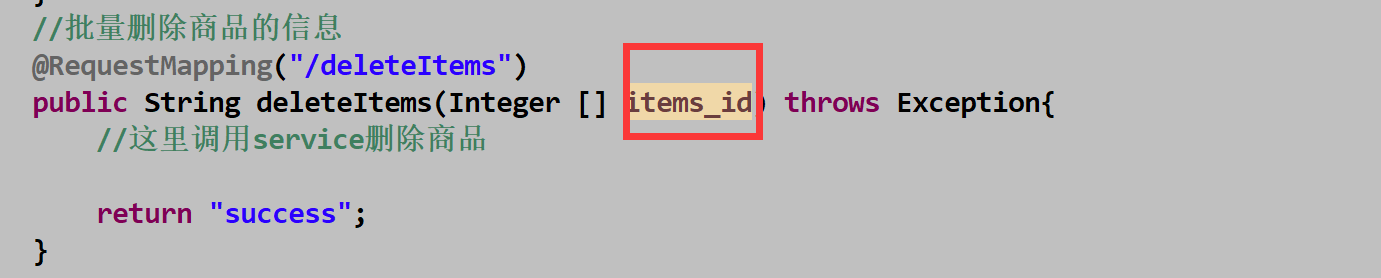 }
//批量删除商品的信息
@RequestMapping("/deleteItems")
public String deleteItems(Integer [] items_id) throws Exception{
//这里调用service删除商品
return "success";
}